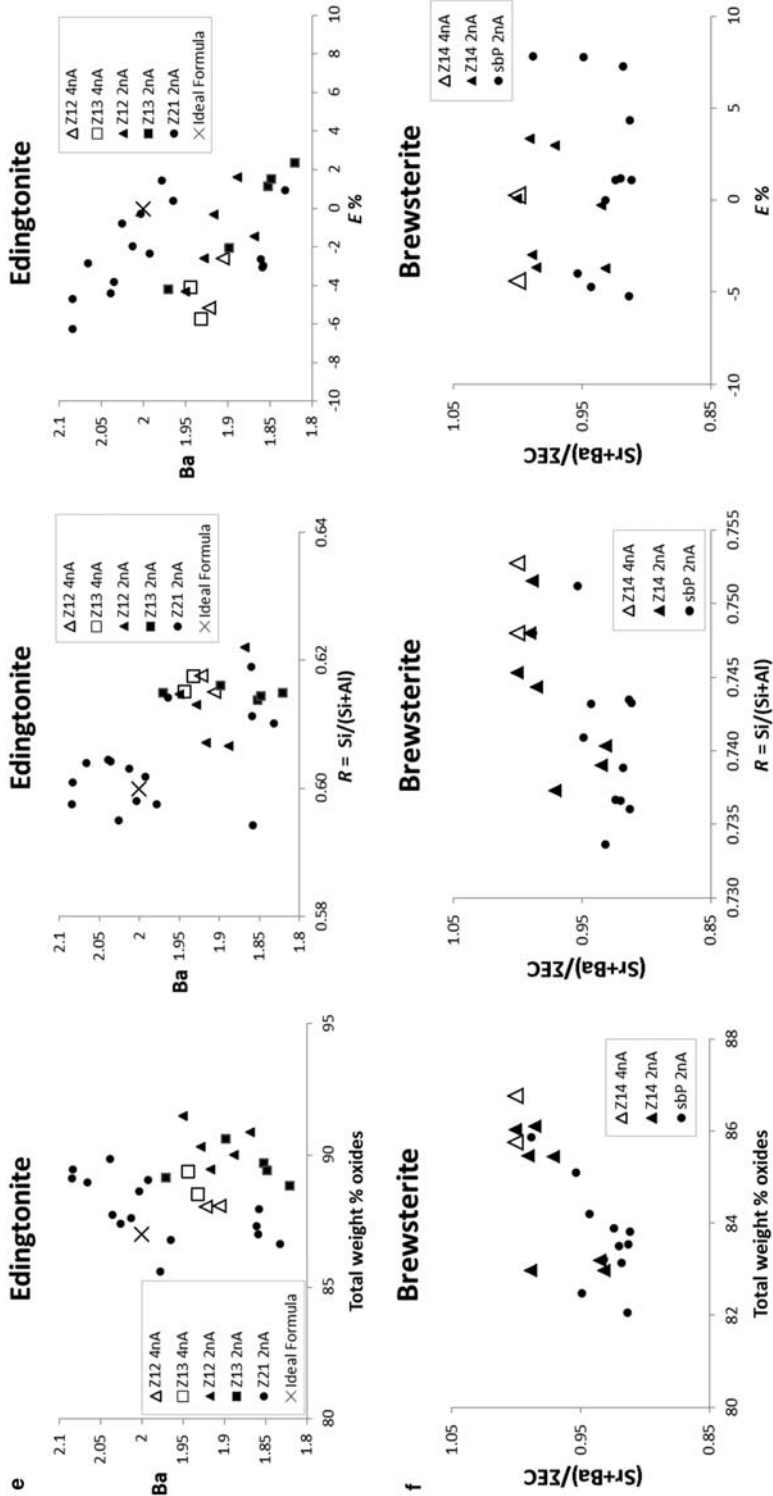 e
Edingtonite
Ba
2.1
2.05
2
1.95
1.9
1.85
1.8
80
85
90
95
Total weight % oxides
Z12 4nA
Z13 4nA
Z12 2nA
Z13 2nA
Z21 2nA
Ideal Formula
Edingtonite
Ba
2.1
2.05
2
1.95
1.9
1.85
1.8
0.58
0.60
0.62
0.64
R = Si/(Si+Al)
Z12 4nA
Z13 4nA
Z12 2nA
Z13 2nA
Z21 2nA
Ideal Formula
Edingtonite
Ba
2.1
2.05
2
1.95
1.9
1.85
1.8
-10
-8
-6
-4
-2
0
2
4
6
8
10
E %
Z12 4nA
Z13 4nA
Z12 2nA
Z13 2nA
Z21 2nA
Ideal Formula
f
Brewsterite
(Sr+Ba)/ΣEC
1.05
0.95
0.85
80
82
84
86
88
Total weight % oxides
Z14 4nA
Z14 2nA
sbP 2nA
Brewsterite
(Sr+Ba)/ΣEC
1.05
0.95
0.85
0.730
0.735
0.740
0.745
0.750
0.755
R = Si/(Si+Al)
Z14 4nA
Z14 2nA
sbP 2nA
Brewsterite
(Sr+Ba)/ΣEC
1.05
0.95
0.85
-10
-5
0
5
10
E %
Z14 4nA
Z14 2nA
sbP 2nA